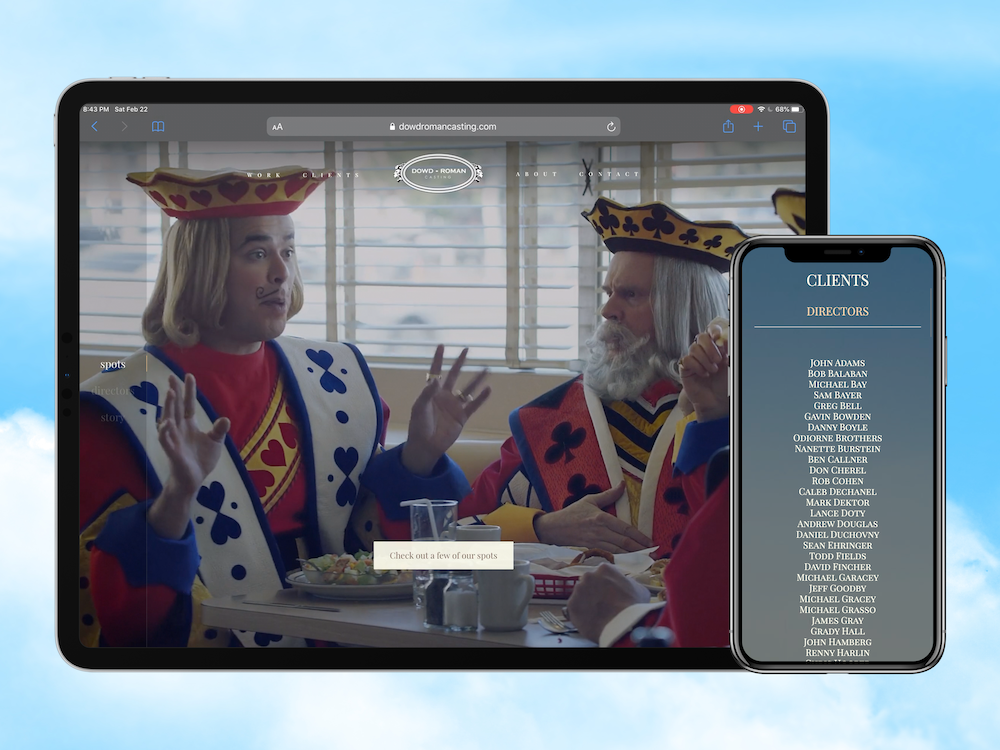 8:43 PM Sat Feb 22
68%
AA
dowdromancasting.com
WORK CLIENTS
DOWD - ROMAN
CASTING
ABOUT CONTACT
spots
directors
story
Check out a few of our spots
CLIENTS
DIRECTORS
JOHN ADAMS
BOB BALABAN
MICHAEL BAY
SAM BAYER
GREG BELL
GAVIN BOWDEN
DANNY BOYLE
ODIORNE BROTHERS
NANETTE BURSTEIN
BEN CALLNER
DON CHEREL
ROB COHEN
CALEB DECHANEL
MARK DEKTOR
LANCE DOTY
ANDREW DOUGLAS
DANIEL DUCHOVNY
SEAN EHRINGER
TODD FIELDS
DAVID FINCHER
MICHAEL GARACEY
JEFF GOODBY
MICHAEL GRACEY
MICHAEL GRASSO
JAMES GRAY
GRADY HALL
JOHN HAMBERG
RENNY HARLIN